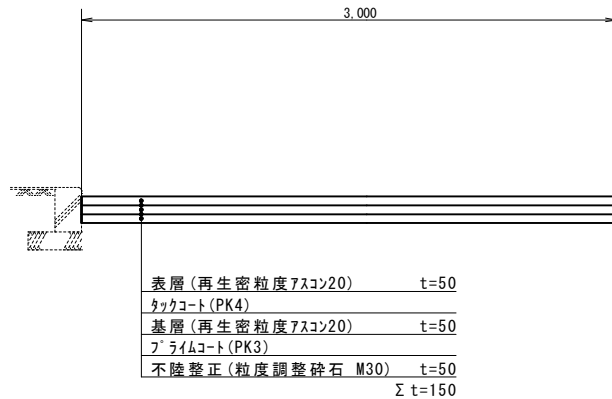 3,000
表層(再生密粒度ｱｽｺﾝ20) t=50
ﾀｯｸｺｰﾄ(PK4)
基層(再生密粒度ｱｽｺﾝ20) t=50
ﾌﾟﾗｲﾑｺｰﾄ(PK3)
不陸整正(粒度調整砕石 M30) t=50
Σt=150